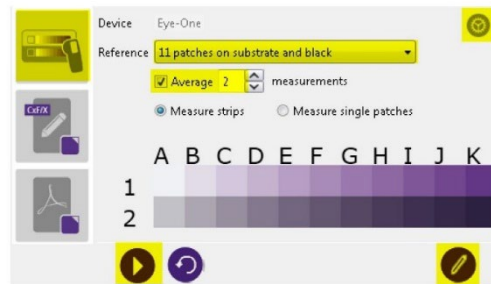 Device Eye-One
Reference 11 patches on substrate and black
Average 2 measurements
Measure strips Measure single patches
CxF/X
A B C D E F G H I J K
1
2